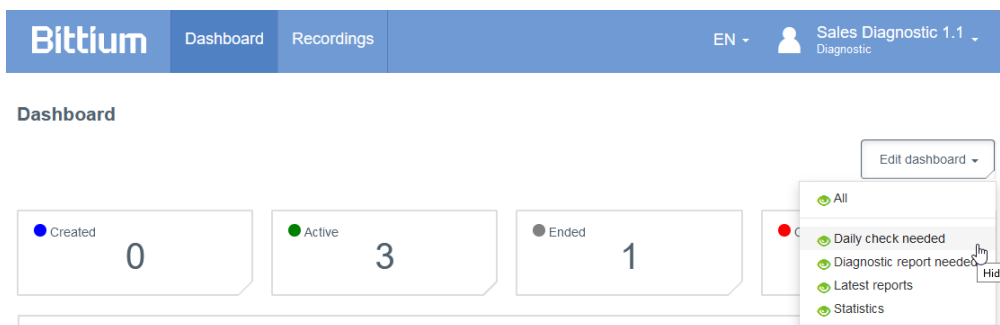 Bittium
Dashboard
Recordings
EN
Sales Diagnostic 1.1
Diagnostic
Dashboard
Edit dashboard
All
Created
0
Active
3
Ended
1
Daily check needed
Diagnostic report needed
Latest reports
Statistics